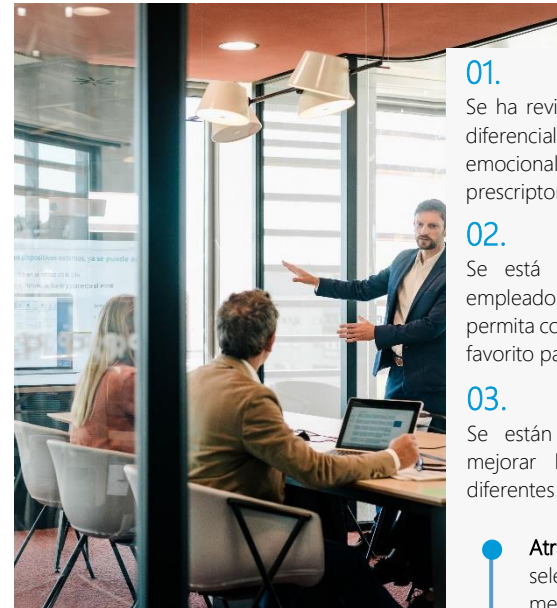 01.
Se ha revi
diferencial
emocional
prescripto
02.
Se está
empleado
permita co
favorito pa
03.
Se están
mejorar
diferentes
Atr
sele
me